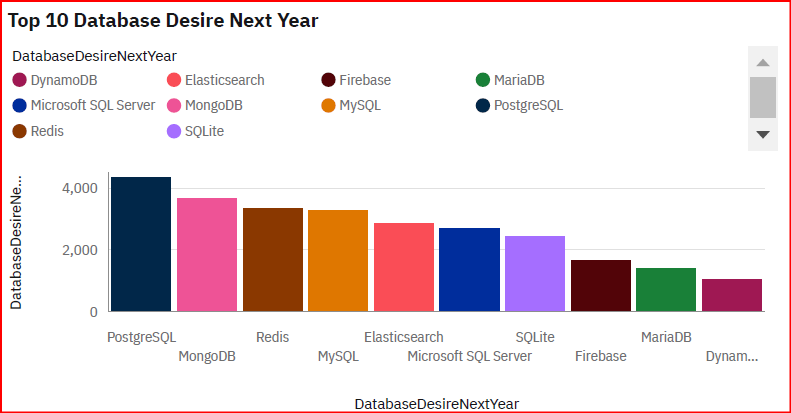 Top 10 Database Desire Next Year
DatabaseDesireNextYear
DynamoDB Elasticsearch Firebase MariaDB
Microsoft SQL Server MongoDB MySQL PostgreSQL
Redis SQLite
DatabaseDesireNe...
4,000
2,000
0
PostgreSQL Redis Elasticsearch SQLite MariaDB
MongoDB MySQL Microsoft SQL Server Firebase Dynam...
DatabaseDesireNextYear